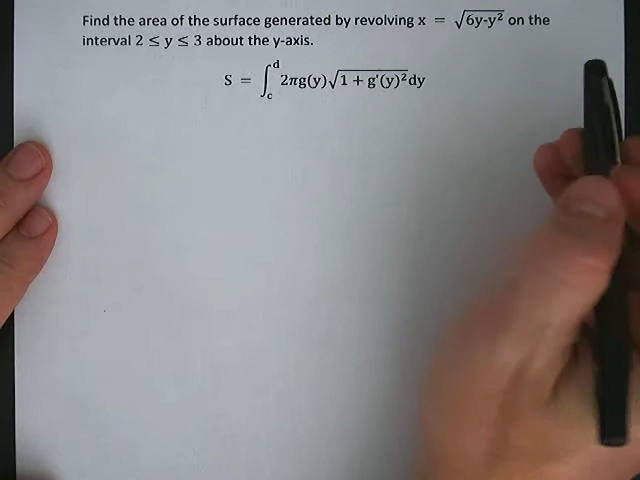 Find the area of the surface generated by revolving x = √6y-y² on the
interval 2 ≤ y ≤ 3 about the y-axis.
S = ∫_c^d 2πg(y)√1 + g'(y)²dy